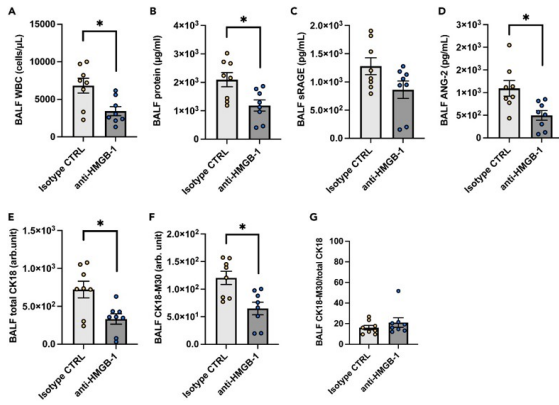 A
BALF WBC (cells/μL)
15000
10000
5000
0
*
Isotype CTRL
anti-HMGB-1
B
BALF protein (μg/ml)
4×10³
3×10³
2×10³
1×10³
0
*
Isotype CTRL
anti-HMGB-1
C
BALF sRAGE (pg/mL)
2.0×10³
1.5×10³
1.0×10³
5.0×10²
0.0
Isotype CTRL
anti-HMGB-1
D
BALF ANG-2 (pg/mL)
3×10³
2×10³
1×10³
0
*
Isotype CTRL
anti-HMGB-1
E
BALF total CK18 (arb.unit)
1.5×10³
1.0×10³
5.0×10²
0.0
*
Isotype CTRL
anti-HMGB-1
F
BALF CK18-M30 (arb. unit)
2.0×10²
1.5×10²
1.0×10²
5.0×10¹
0.0
*
Isotype CTRL
anti-HMGB-1
G
BALF CK18-M30/total CK18
100
80
60
40
20
0
Isotype CTRL
anti-HMGB-1